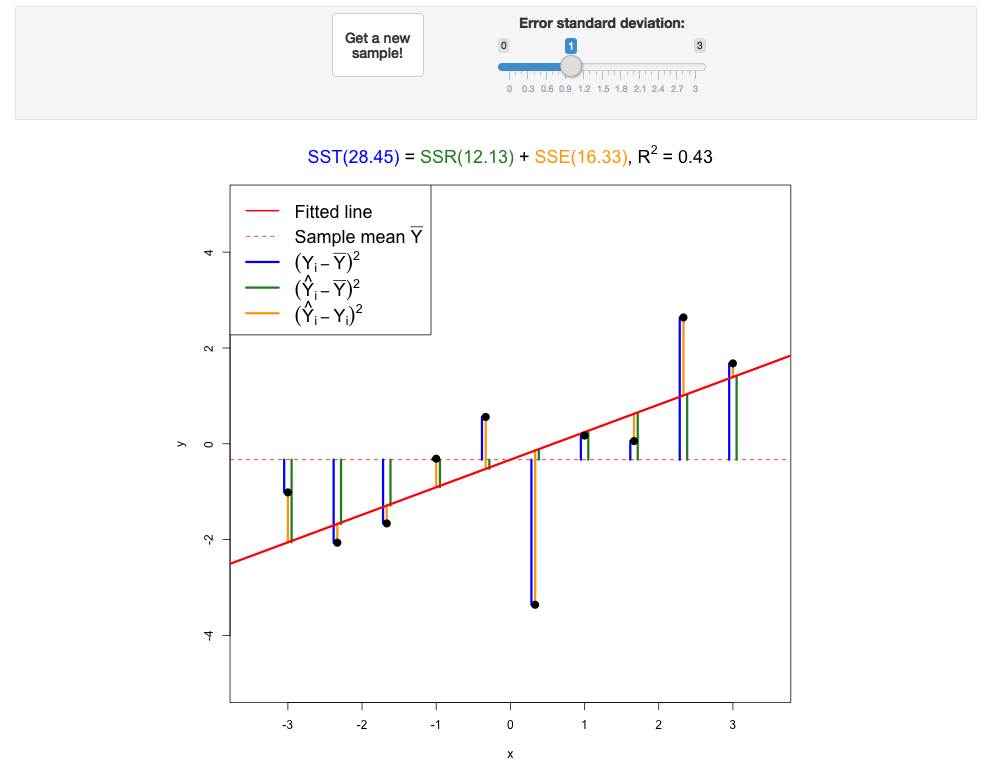 Get a new
sample!
Error standard deviation:
0 1 3
0 0.3 0.6 0.9 1.2 1.5 1.8 2.1 2.4 2.7 3
SST(28.45) = SSR(12.13) + SSE(16.33), R² = 0.43
Fitted line
Sample mean Y̅
(Yᵢ − Y̅)²
(Ŷᵢ − Y̅)²
(Ŷᵢ − Yᵢ)²
4
2
0
-2
-4
y
-3 -2 -1 0 1 2 3
x